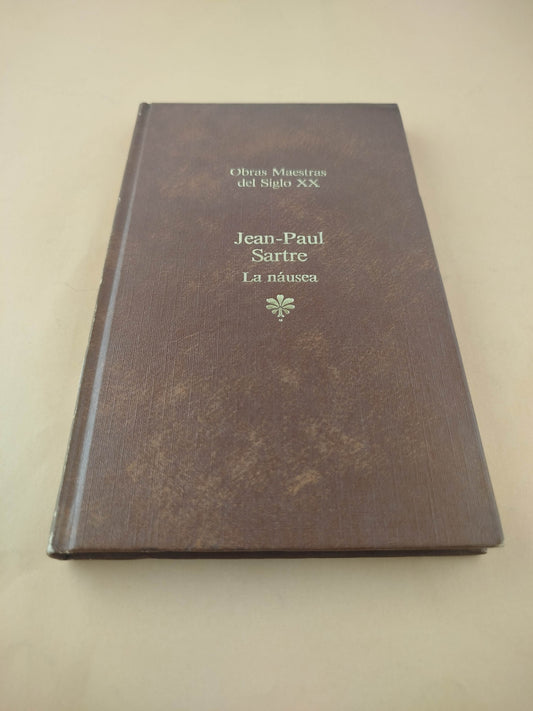 Obras Maestras
del Siglo XX
Jean-Paul
Sartre
La náusea